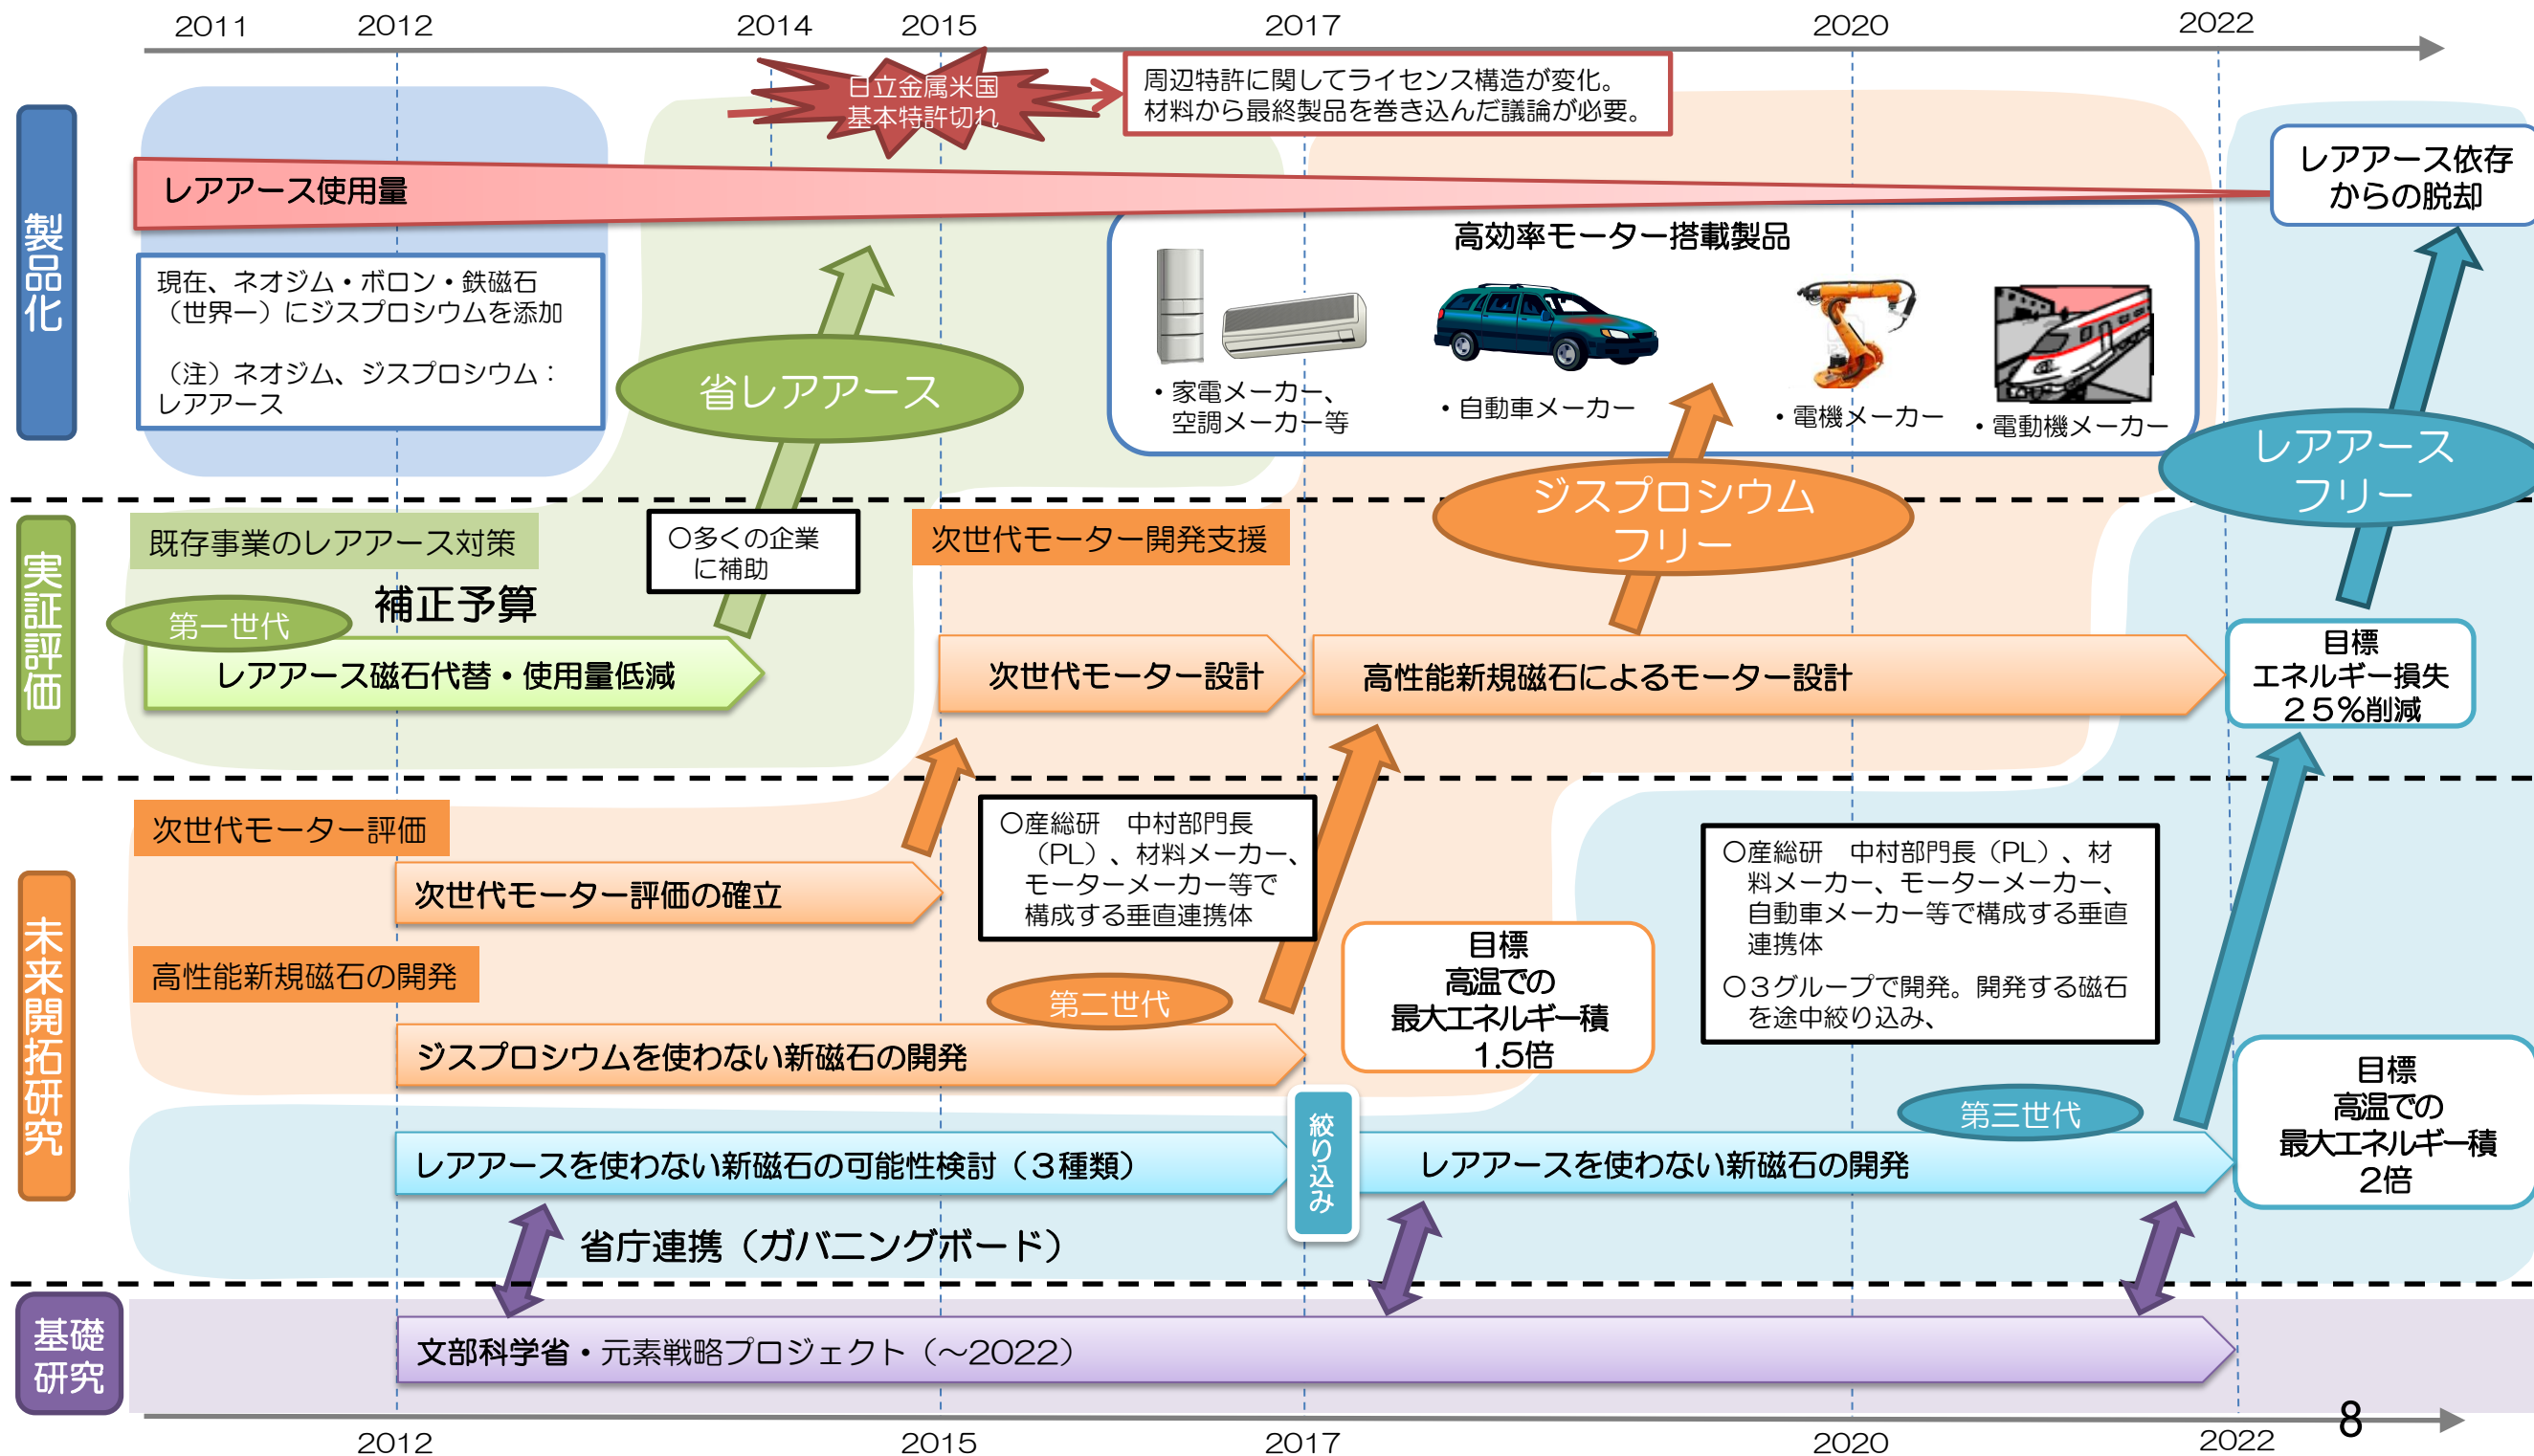 2011
2012
2014
2015
2017
2020
2022
日立金属米国
基本特許切れ
周辺特許に関してライセンス構造が変化。
材料から最終製品を巻き込んだ議論が必要。
製品化
レアアース使用量
レアアース依存
からの脱却
現在、ネオジム・ボロン・鉄磁石
（世界一）にジスプロシウムを添加
（注）ネオジム、ジスプロシウム：
レアアース
省レアアース
高効率モーター搭載製品
・家電メーカー、
空調メーカー等
・自動車メーカー
・電機メーカー
・電動機メーカー
ジスプロシウム
フリー
レアアース
フリー
実証評価
既存事業のレアアース対策
○多くの企業
に補助
次世代モーター開発支援
第一世代
補正予算
レアアース磁石代替・使用量低減
次世代モーター設計
高性能新規磁石によるモーター設計
目標
エネルギー損失
２５％削減
未来開拓研究
次世代モーター評価
次世代モーター評価の確立
○産総研　中村部門長
（PL）、材料メーカー、
モーターメーカー等で
構成する垂直連携体
○産総研　中村部門長（PL）、材
料メーカー、モーターメーカー、
自動車メーカー等で構成する垂直
連携体
○３グループで開発。開発する磁石
を途中絞り込み、
高性能新規磁石の開発
第二世代
目標
高温での
最大エネルギー積
1.5倍
ジスプロシウムを使わない新磁石の開発
第三世代
目標
高温での
最大エネルギー積
2倍
レアアースを使わない新磁石の可能性検討（３種類）
絞り込み
レアアースを使わない新磁石の開発
省庁連携（ガバニングボード）
基礎
研究
文部科学省・元素戦略プロジェクト（～2022）
8
2012
2015
2017
2020
2022